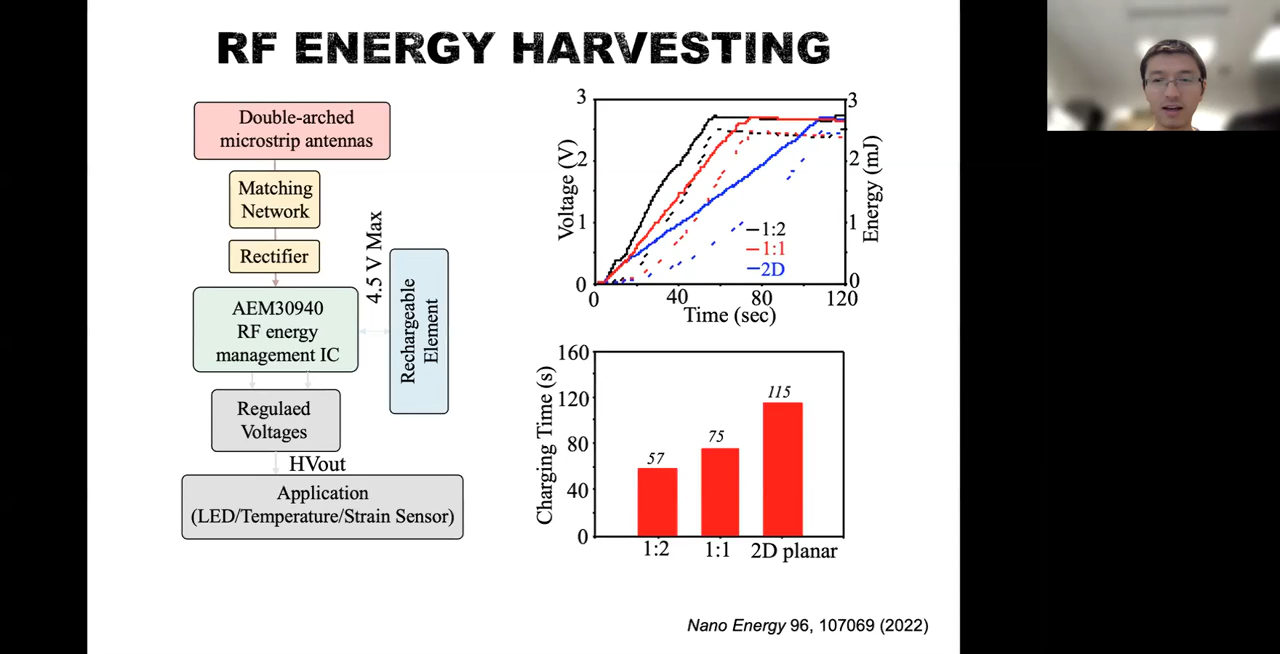 RF ENERGY HARVESTING
Double-arched
microstrip antennas
Matching
Network
Rectifier
AEM30940
RF energy
management IC
4.5 V Max
Rechargeable
Element
Regulaed
Voltages
HVout
Application
(LED/Temperature/Strain Sensor)
3
2
1
0
Voltage (V)
3
2
1
0
Energy (mJ)
1:2
1:1
2D
0 40 80 120
Time (sec)
160
120
80
40
0
Charging Time (s)
57
75
115
1:2 1:1 2D planar
Nano Energy 96, 107069 (2022)